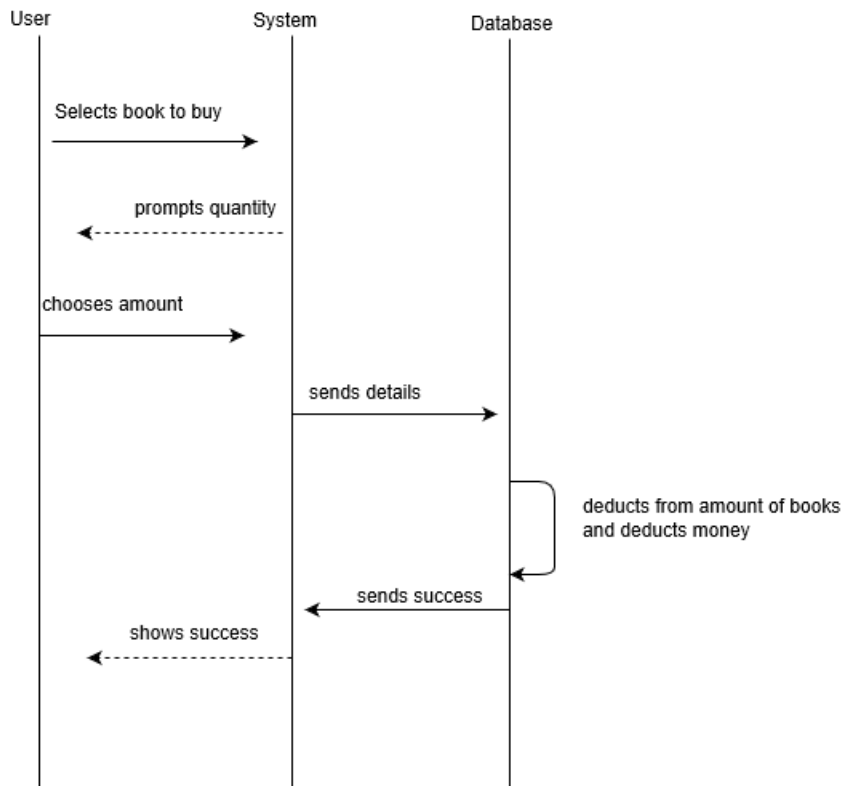 User
System
Database
Selects book to buy
prompts quantity
chooses amount
sends details
deducts from amount of books
and deducts money
sends success
shows success